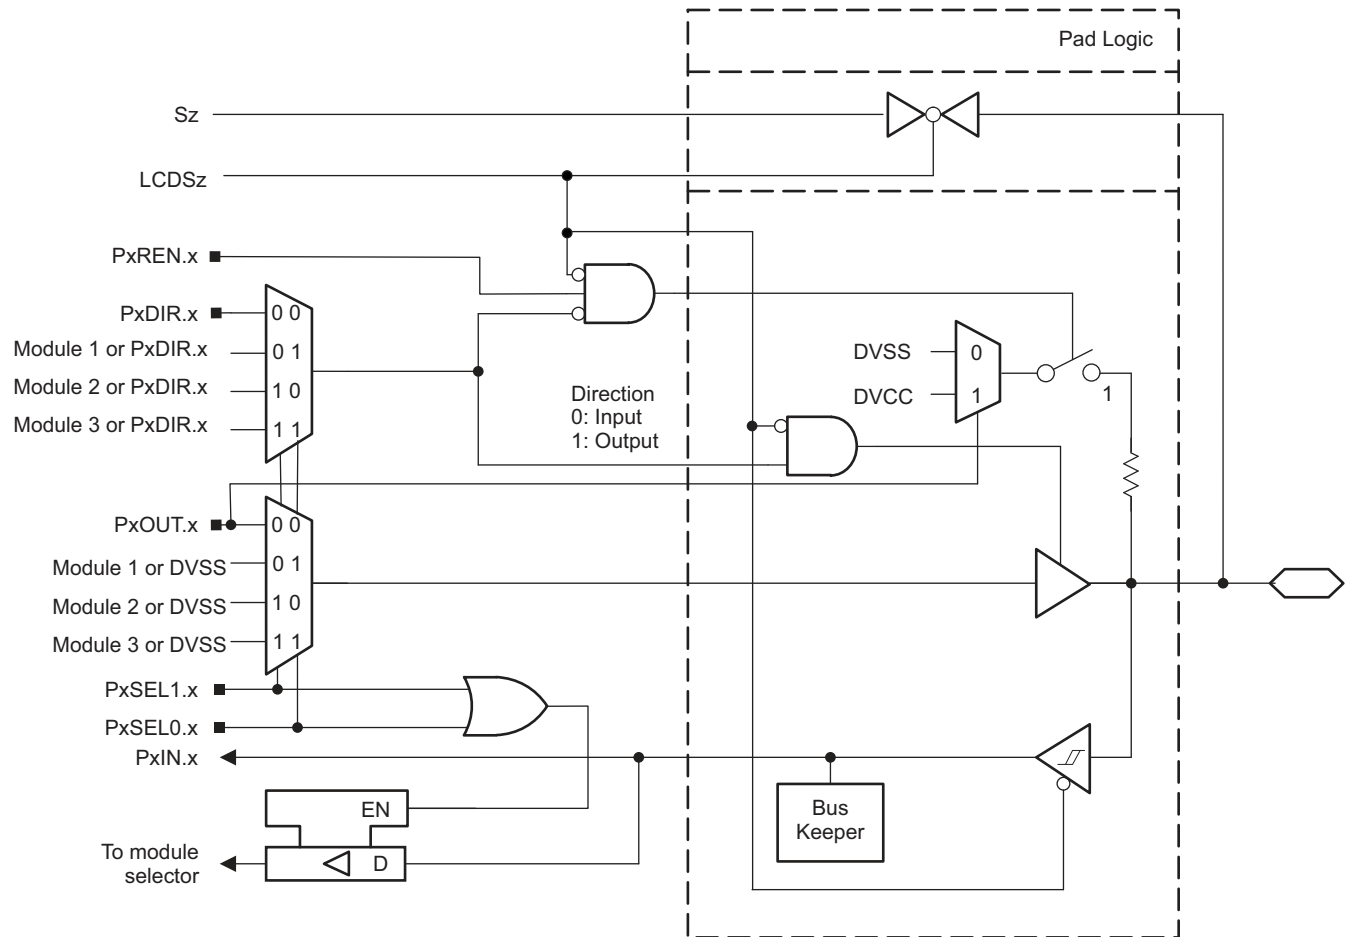 Pad Logic
Sz
LCDSz
PxREN.x
PxDIR.x
0 0
Module 1 or PxDIR.x
0 1
Module 2 or PxDIR.x
1 0
Module 3 or PxDIR.x
1 1
Direction
0: Input
1: Output
DVSS
0
DVCC
1
1
PxOUT.x
0 0
Module 1 or DVSS
0 1
Module 2 or DVSS
1 0
Module 3 or DVSS
1 1
PxSEL1.x
PxSEL0.x
PxIN.x
EN
D
Bus
Keeper
To module
selector